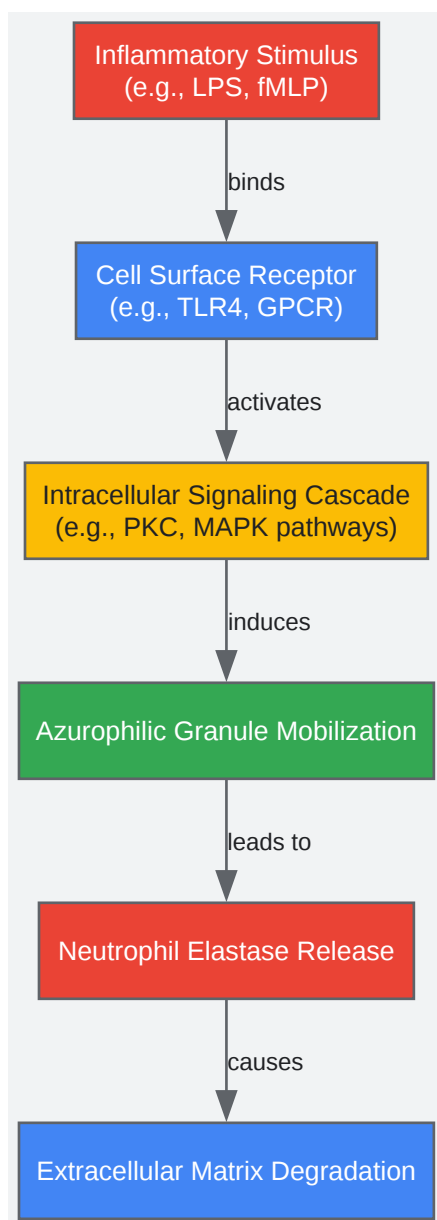 Inflammatory Stimulus
(e.g., LPS, fMLP)
binds
Cell Surface Receptor
(e.g., TLR4, GPCR)
activates
Intracellular Signaling Cascade
(e.g., PKC, MAPK pathways)
induces
Azurophilic Granule Mobilization
leads to
Neutrophil Elastase Release
causes
Extracellular Matrix Degradation